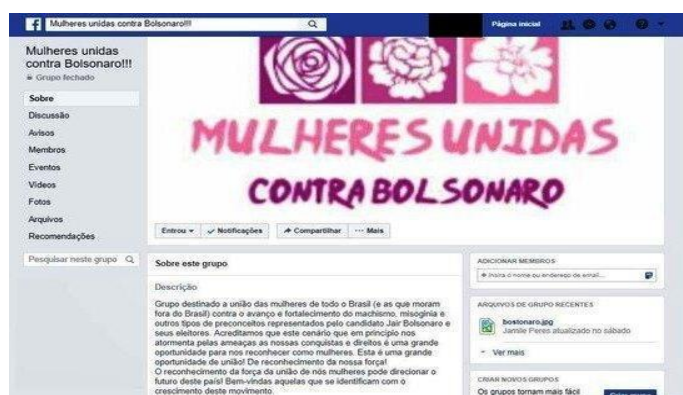 Mulheres unidas contra Bolsonaro!!!
Página inicial
Mulheres unidas
contra Bolsonaro!!!
Grupo fechado
Sobre
Discussão
Avisos
Membros
Eventos
Vídeos
Fotos
Arquivos
Recomendações
Pesquisar neste grupo
MULHERES UNIDAS
CONTRA BOLSONARO
Entrou
Notificações
Compartilhar
Mais
Sobre este grupo
Descrição
Grupo destinado a união das mulheres de todo o Brasil (e as que moram
fora do Brasil) contra o avanço e fortalecimento do machismo, misoginia e
outros tipos de preconceitos representados pelo candidato Jair Bolsonaro e
seus eleitores. Acreditamos que este cenário que em princípio nos
atormenta pelas ameaças as nossas conquistas e direitos é uma grande
oportunidade para nos reconhecer como mulheres. Esta é uma grande
oportunidade de união! De reconhecimento da nossa força!
O reconhecimento da força da união de nós mulheres pode direcionar o
futuro deste país! Bem-vindas aquelas que se identificam com o
crescimento deste movimento.
ADICIONAR MEMBROS
Insira o nome ou endereço de email...
ARQUIVOS DE GRUPO RECENTES
bostonaro.jpg
Jamile Peres atualizado no sábado
Ver mais
CRIAR NOVOS GRUPOS
Os grupos tornam mais fácil